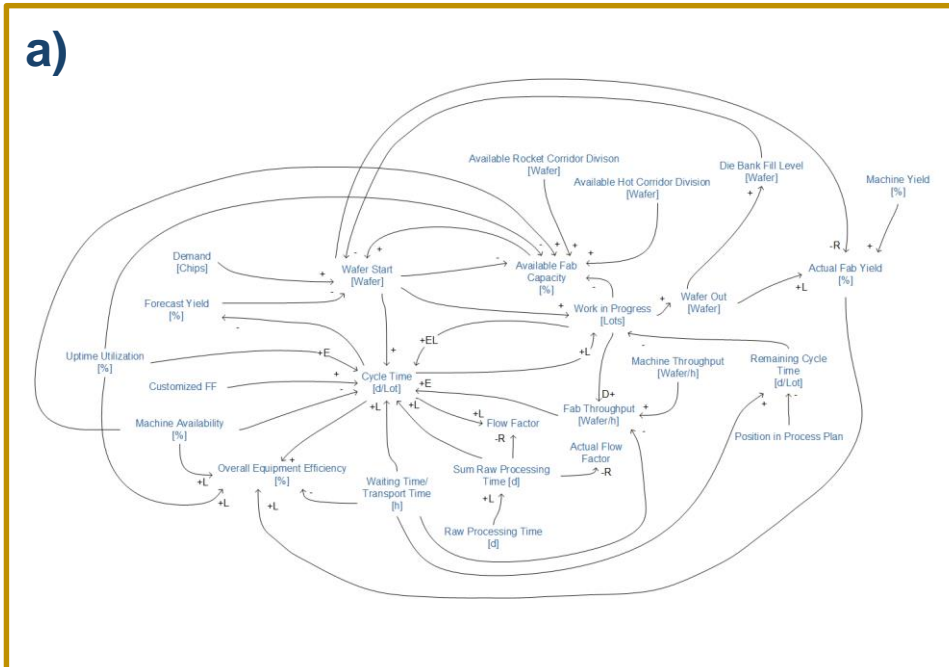 a)
Available Rocket Corridor Divison
[Wafer]
Available Hot Corridor Division
[Wafer]
Die Bank Fill Level
[Wafer]
Machine Yield
[%]
Demand
[Chips]
Wafer Start
[Wafer]
Available Fab
Capacity
[%]
Actual Fab Yield
[%]
Forecast Yield
[%]
Work in Progress
[Lots]
Wafer Out
[Wafer]
Uptime Utilization
[%]
Customized FF
Machine Availability
[%]
Cycle Time
[d/Lot]
Machine Throughput
[Wafer/h]
Remaining Cycle
Time
[d/Lot]
Flow Factor
Fab Throughput
[Wafer/h]
Position in Process Plan
Actual Flow
Factor
Overall Equipment Efficiency
[%]
Waiting Time/
Transport Time
[h]
Sum Raw Processing
Time [d]
Raw Processing Time
[d]
-
+
-
+
+
+
+
-R
+
+
-
-
+
+L
-
-
+
+EL
+L
+E
+
-
+E
+L
+L
+L
-
D+
+
-
+
-
-R
-R
+L
+
+L
+L
+L
-